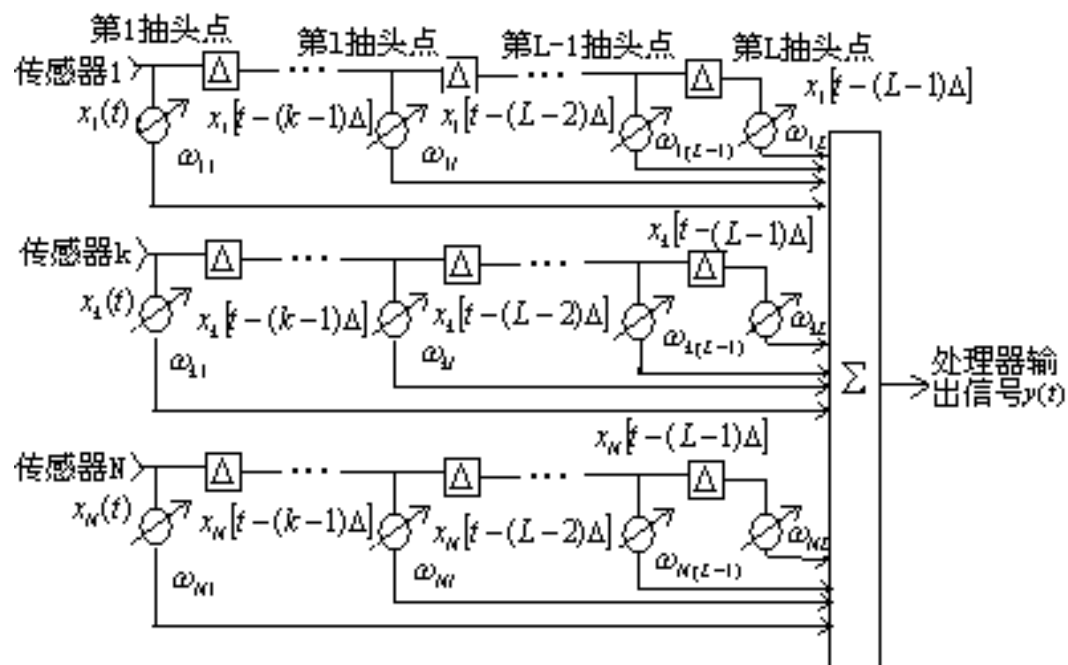 第1抽头点 第l抽头点 第L-1抽头点 第L抽头点
传感器1 Δ ··· Δ ··· Δ x₁[t-(L-1)Δ]
x₁(t) x₁[t-(k-1)Δ] x₁[t-(L-2)Δ]
ω₁₁ ω₁l ω₁(L-1) ω₁L
x_k[t-(L-1)Δ]
传感器k Δ ··· Δ ··· Δ
x_k(t) x_k[t-(k-1)Δ] x_k[t-(L-2)Δ]
ω_k1 ω_kl ω_k(L-1) ω_kL
Σ
处理器输
出信号y(t)
x_N[t-(L-1)Δ]
传感器N Δ ··· Δ ··· Δ
x_N(t) x_N[t-(k-1)Δ] x_N[t-(L-2)Δ]
ω_N1 ω_Nl ω_N(L-1) ω_NL